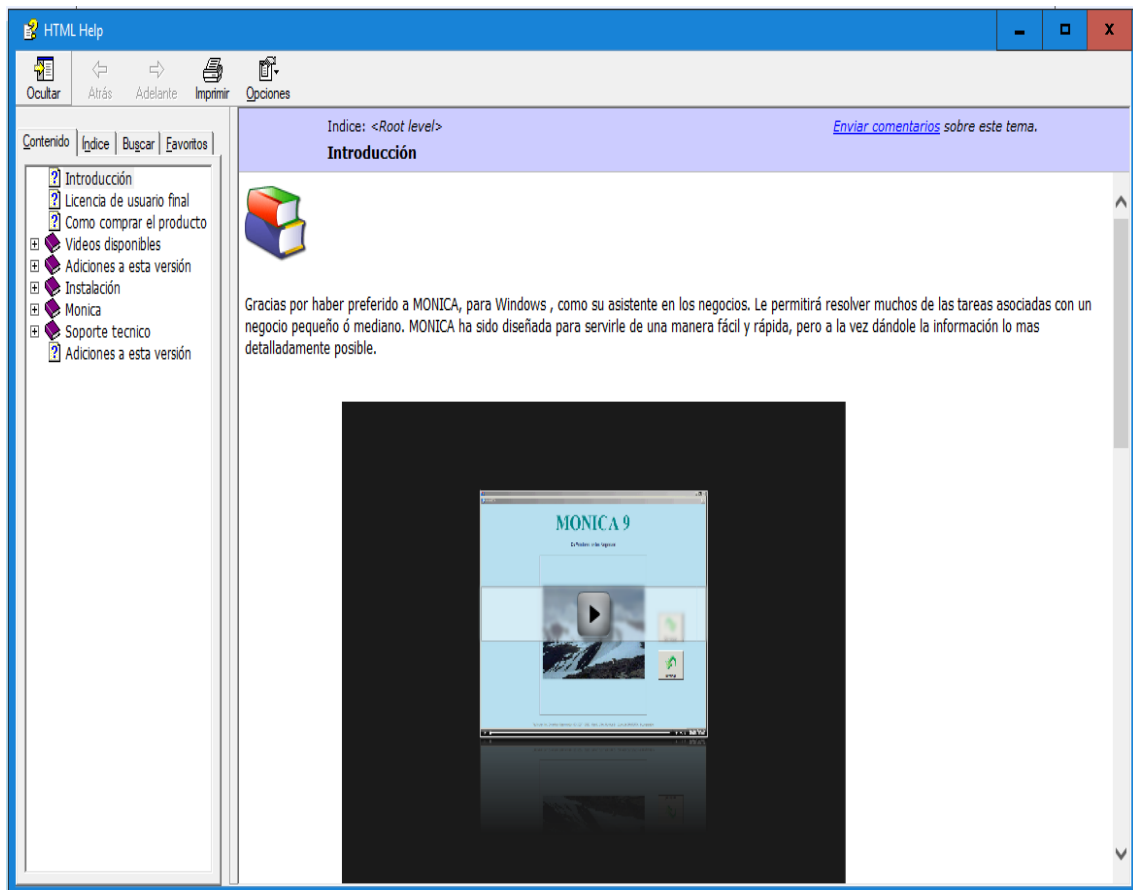 HTML Help
Ocultar Atrás Adelante Imprimir Opciones
Contenido Índice Buscar Favoritos
Introducción
Licencia de usuario final
Como comprar el producto
Videos disponibles
Adiciones a esta versión
Instalación
Monica
Soporte tecnico
Adiciones a esta versión
Indice: <Root level> Enviar comentarios sobre este tema.
Introducción
Gracias por haber preferido a MONICA, para Windows , como su asistente en los negocios. Le permitirá resolver muchos de las tareas asociadas con un
negocio pequeño ó mediano. MONICA ha sido diseñada para servirle de una manera fácil y rápida, pero a la vez dándole la información lo mas
detalladamente posible.
MONICA 9